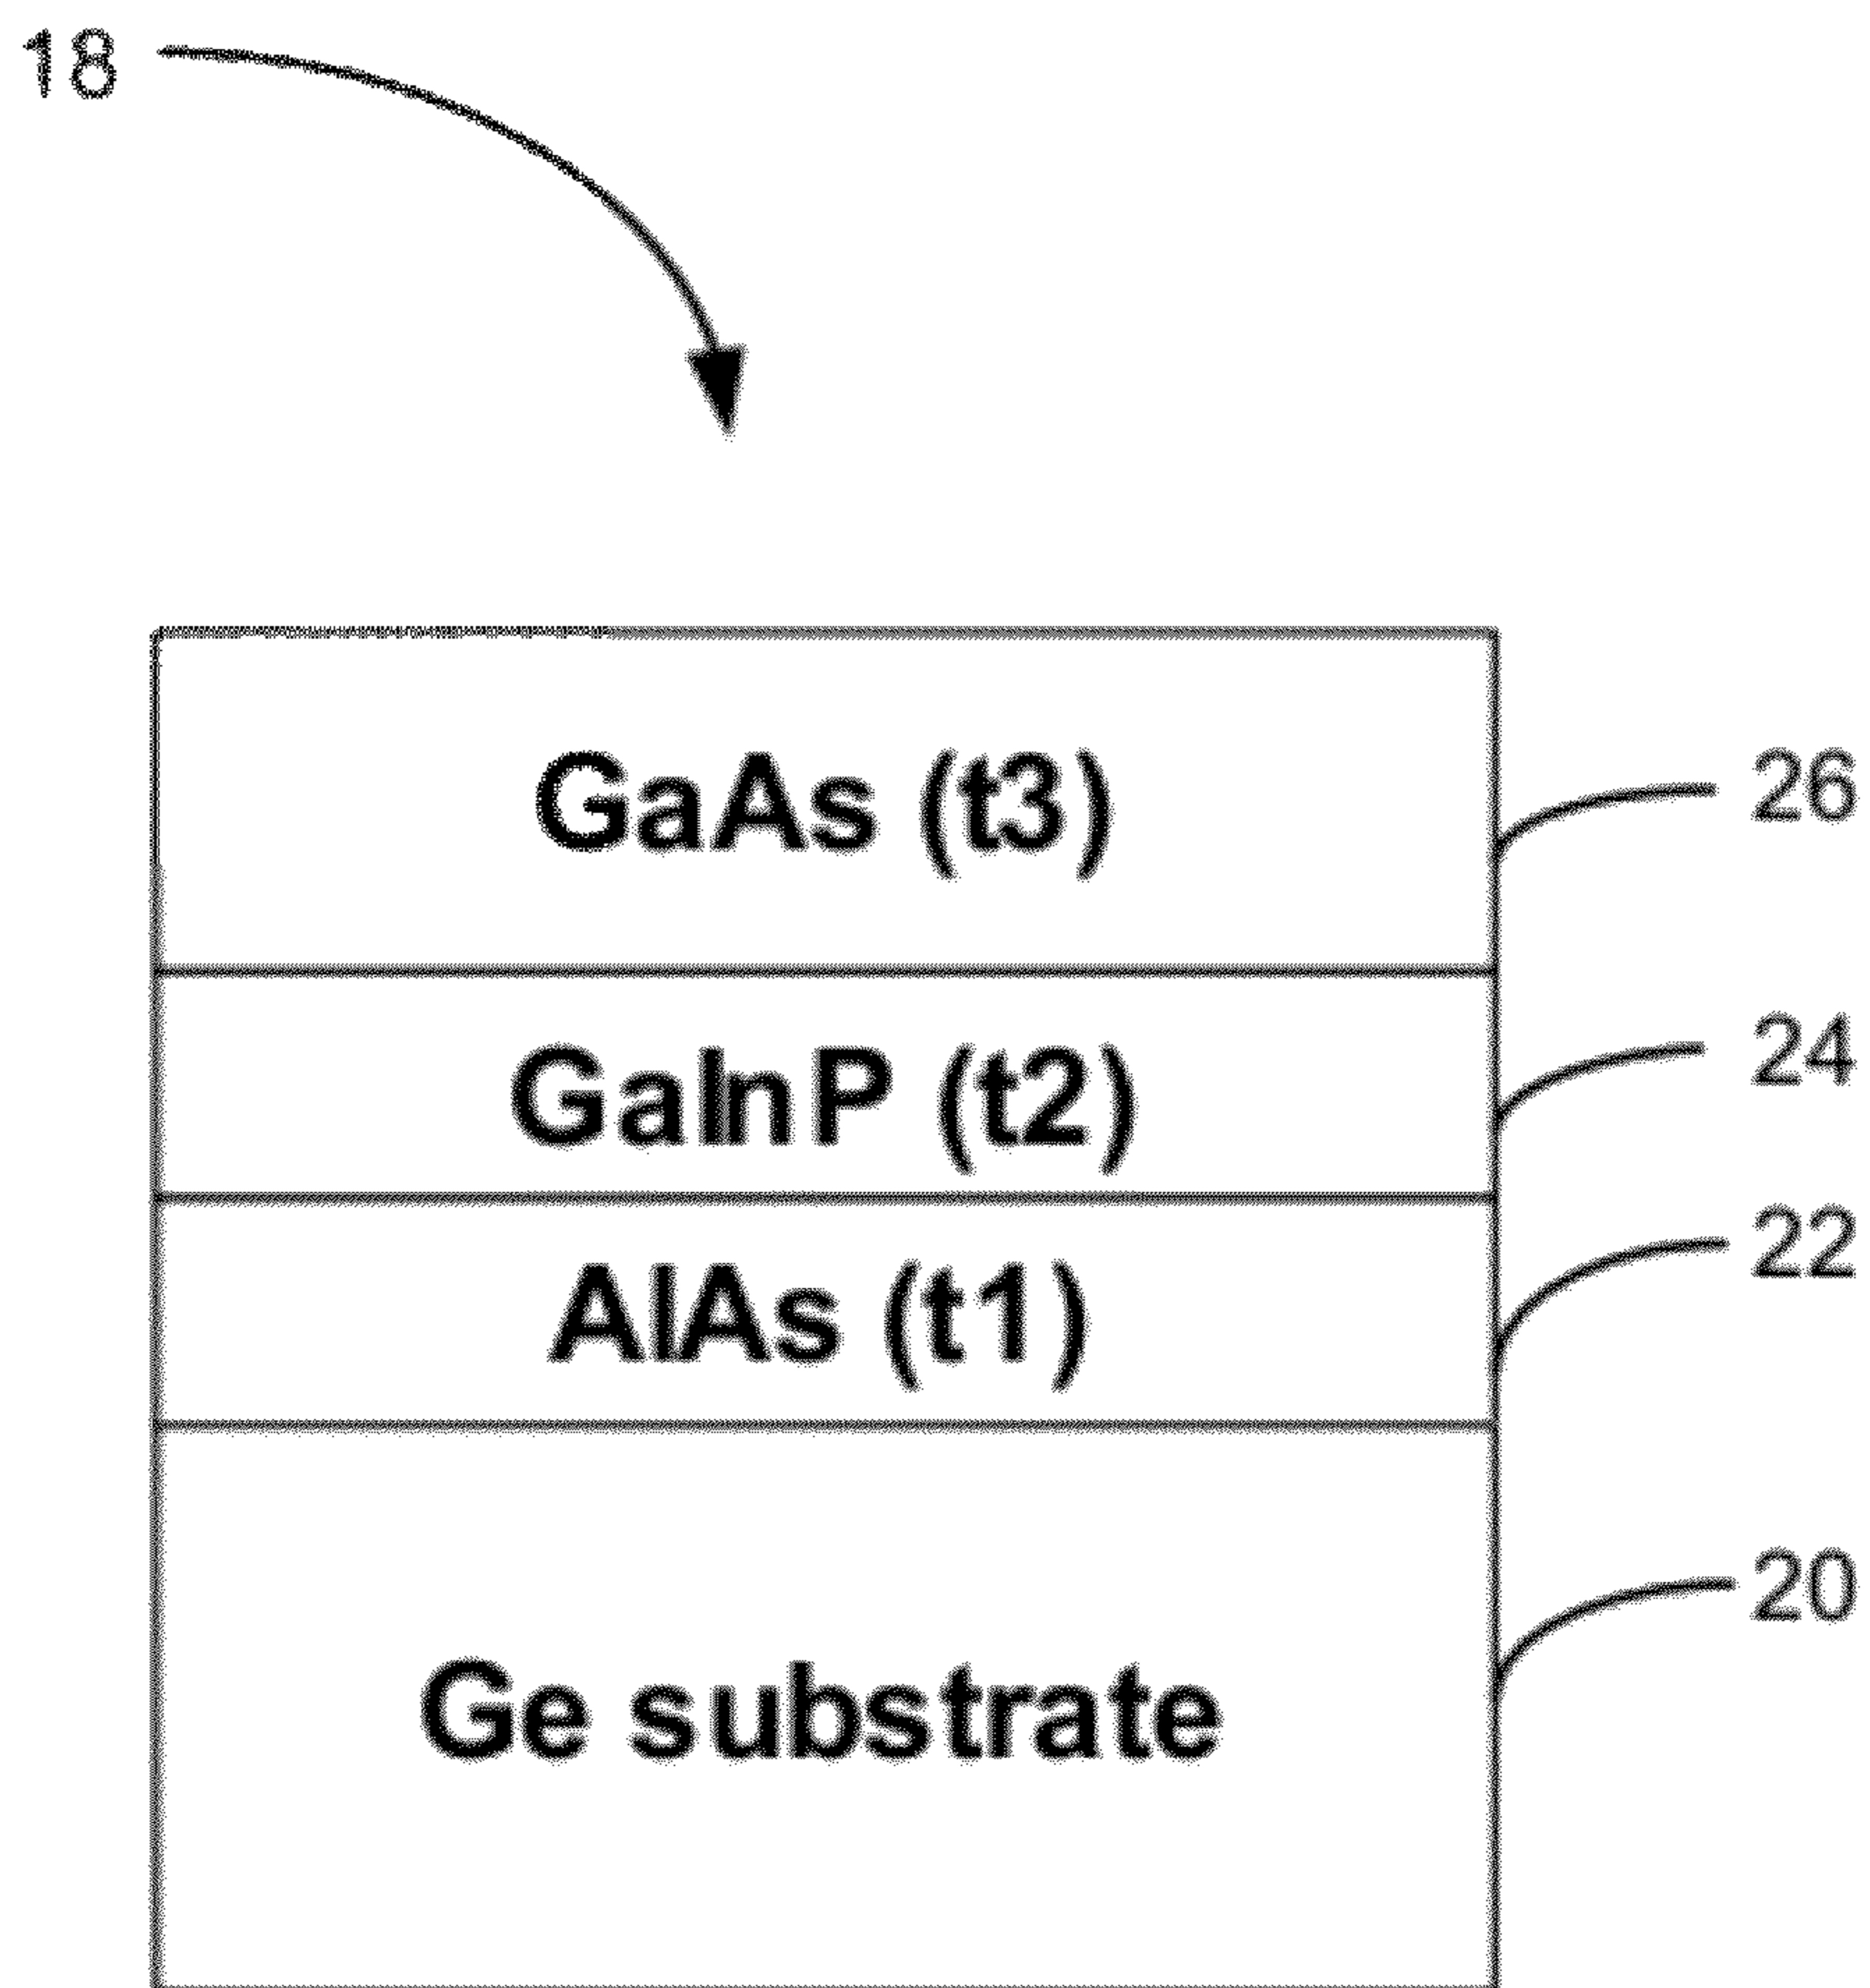 18
GaAs (t3)
26
GaInP (t2)
24
AlAs (t1)
22
Ge substrate
20